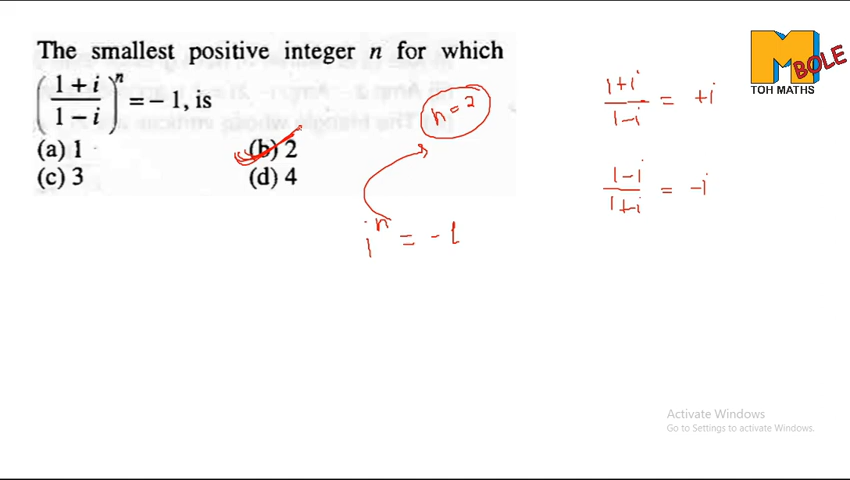 The smallest positive integer n for which
(1 + i / 1 - i)^n = - 1, is
(a) 1
(b) 2
(c) 3
(d) 4
n = 2
i^n = -1
1+i / 1-i = +i
1-i / 1+i = -i
M
BOLE
TOH MATHS
Activate Windows
Go to Settings to activate Windows.